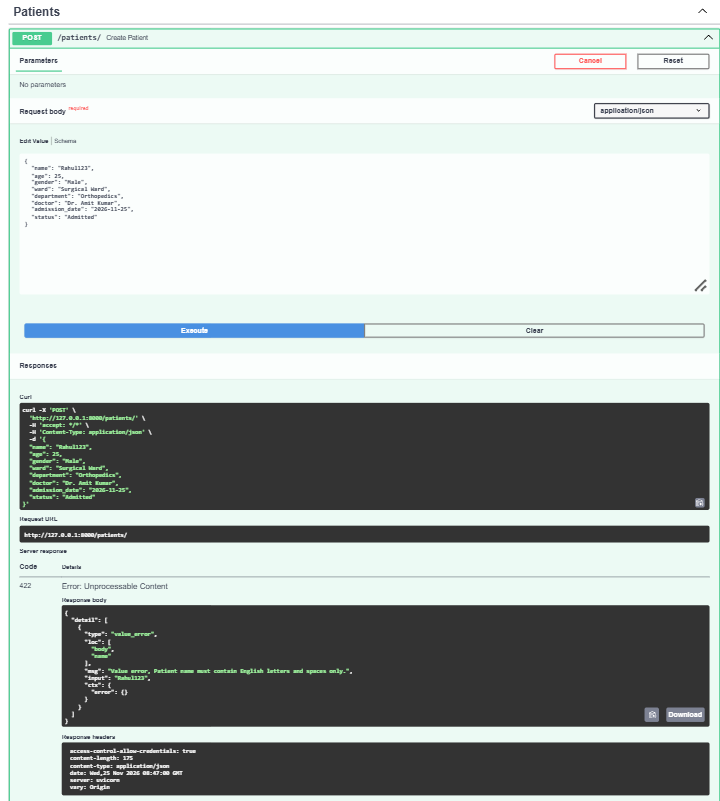 Patients
POST /patients/ Create Patient
Parameters
Cancel
Reset
No parameters
Request body required
application/json
Edit Value | Schema
{
"name": "Rahul123",
"age": 25,
"gender": "Male",
"ward": "Surgical Ward",
"department": "Orthopedics",
"doctor": "Dr. Amit Kumar",
"admission_date": "2026-11-25",
"status": "Admitted"
}
Execute
Clear
Responses
Curl
curl -X 'POST' \
'http://127.0.0.1:8000/patients/' \
-H 'accept: */*' \
-H 'Content-Type: application/json' \
-d '{
"name": "Rahul123",
"age": 25,
"gender": "Male",
"ward": "Surgical Ward",
"department": "Orthopedics",
"doctor": "Dr. Amit Kumar",
"admission_date": "2026-11-25",
"status": "Admitted"
}'
Request URL
http://127.0.0.1:8000/patients/
Server response
Code Details
422 Error: Unprocessable Content
Response body
{
"detail": [
{
"type": "value_error",
"loc": [
"body",
"name"
],
"msg": "Value error, Patient name must contain English letters and spaces only.",
"input": "Rahul123",
"ctx": {
"error": {}
}
}
]
}
Download
Response headers
access-control-allow-credentials: true
content-length: 175
content-type: application/json
date: Wed,25 Nov 2026 08:47:00 GMT
server: uvicorn
vary: Origin